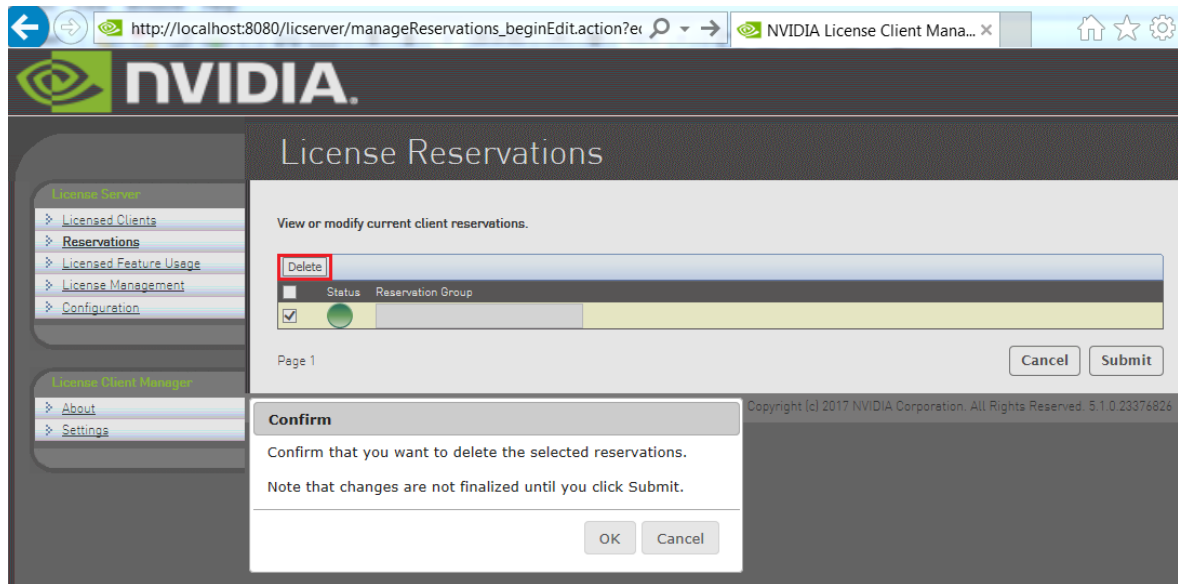 http://localhost:8080/licserver/manageReservations_beginEdit.action?ec
NVIDIA License Client Mana... ×
NVIDIA.
License Reservations
License Server
Licensed Clients
Reservations
Licensed Feature Usage
License Management
Configuration
License Client Manager
About
Settings
View or modify current client reservations.
Delete
Status Reservation Group
Page 1
Cancel Submit
Copyright (c) 2017 NVIDIA Corporation. All Rights Reserved. 5.1.0.23376826
Confirm
Confirm that you want to delete the selected reservations.
Note that changes are not finalized until you click Submit.
OK Cancel